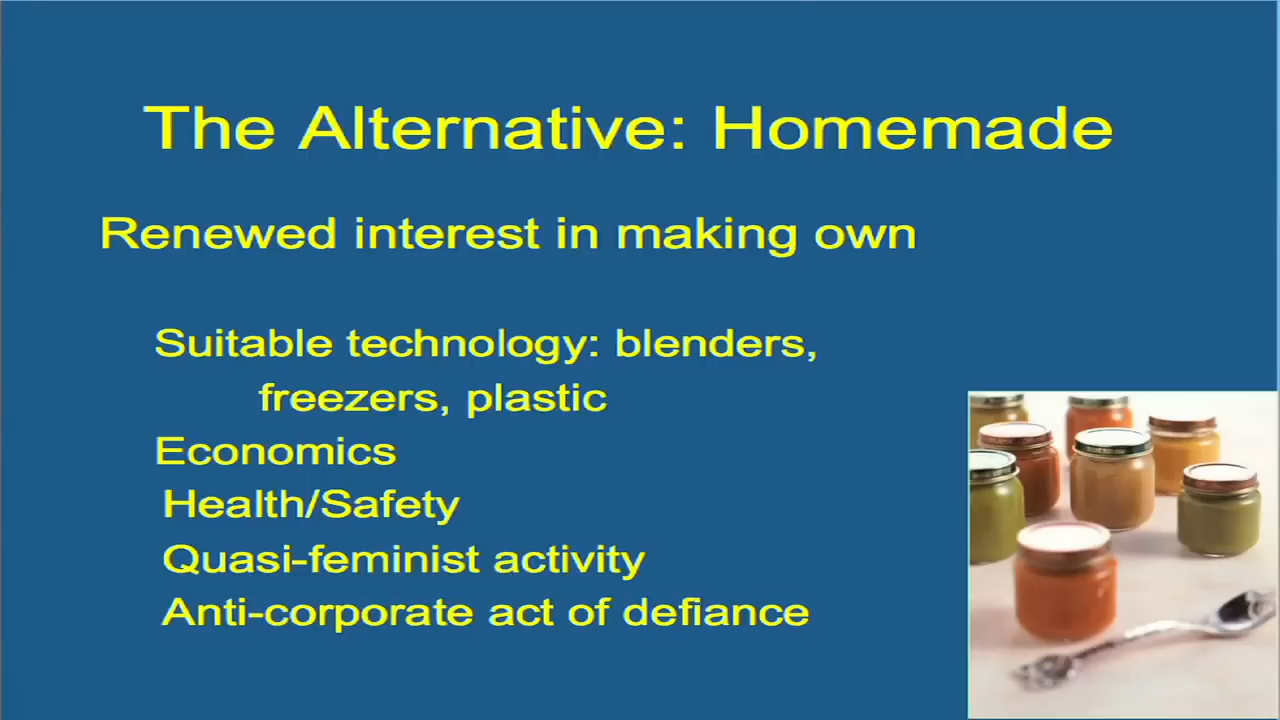 The Alternative: Homemade
Renewed interest in making own
Suitable technology: blenders,
freezers, plastic
Economics
Health/Safety
Quasi-feminist activity
Anti-corporate act of defiance